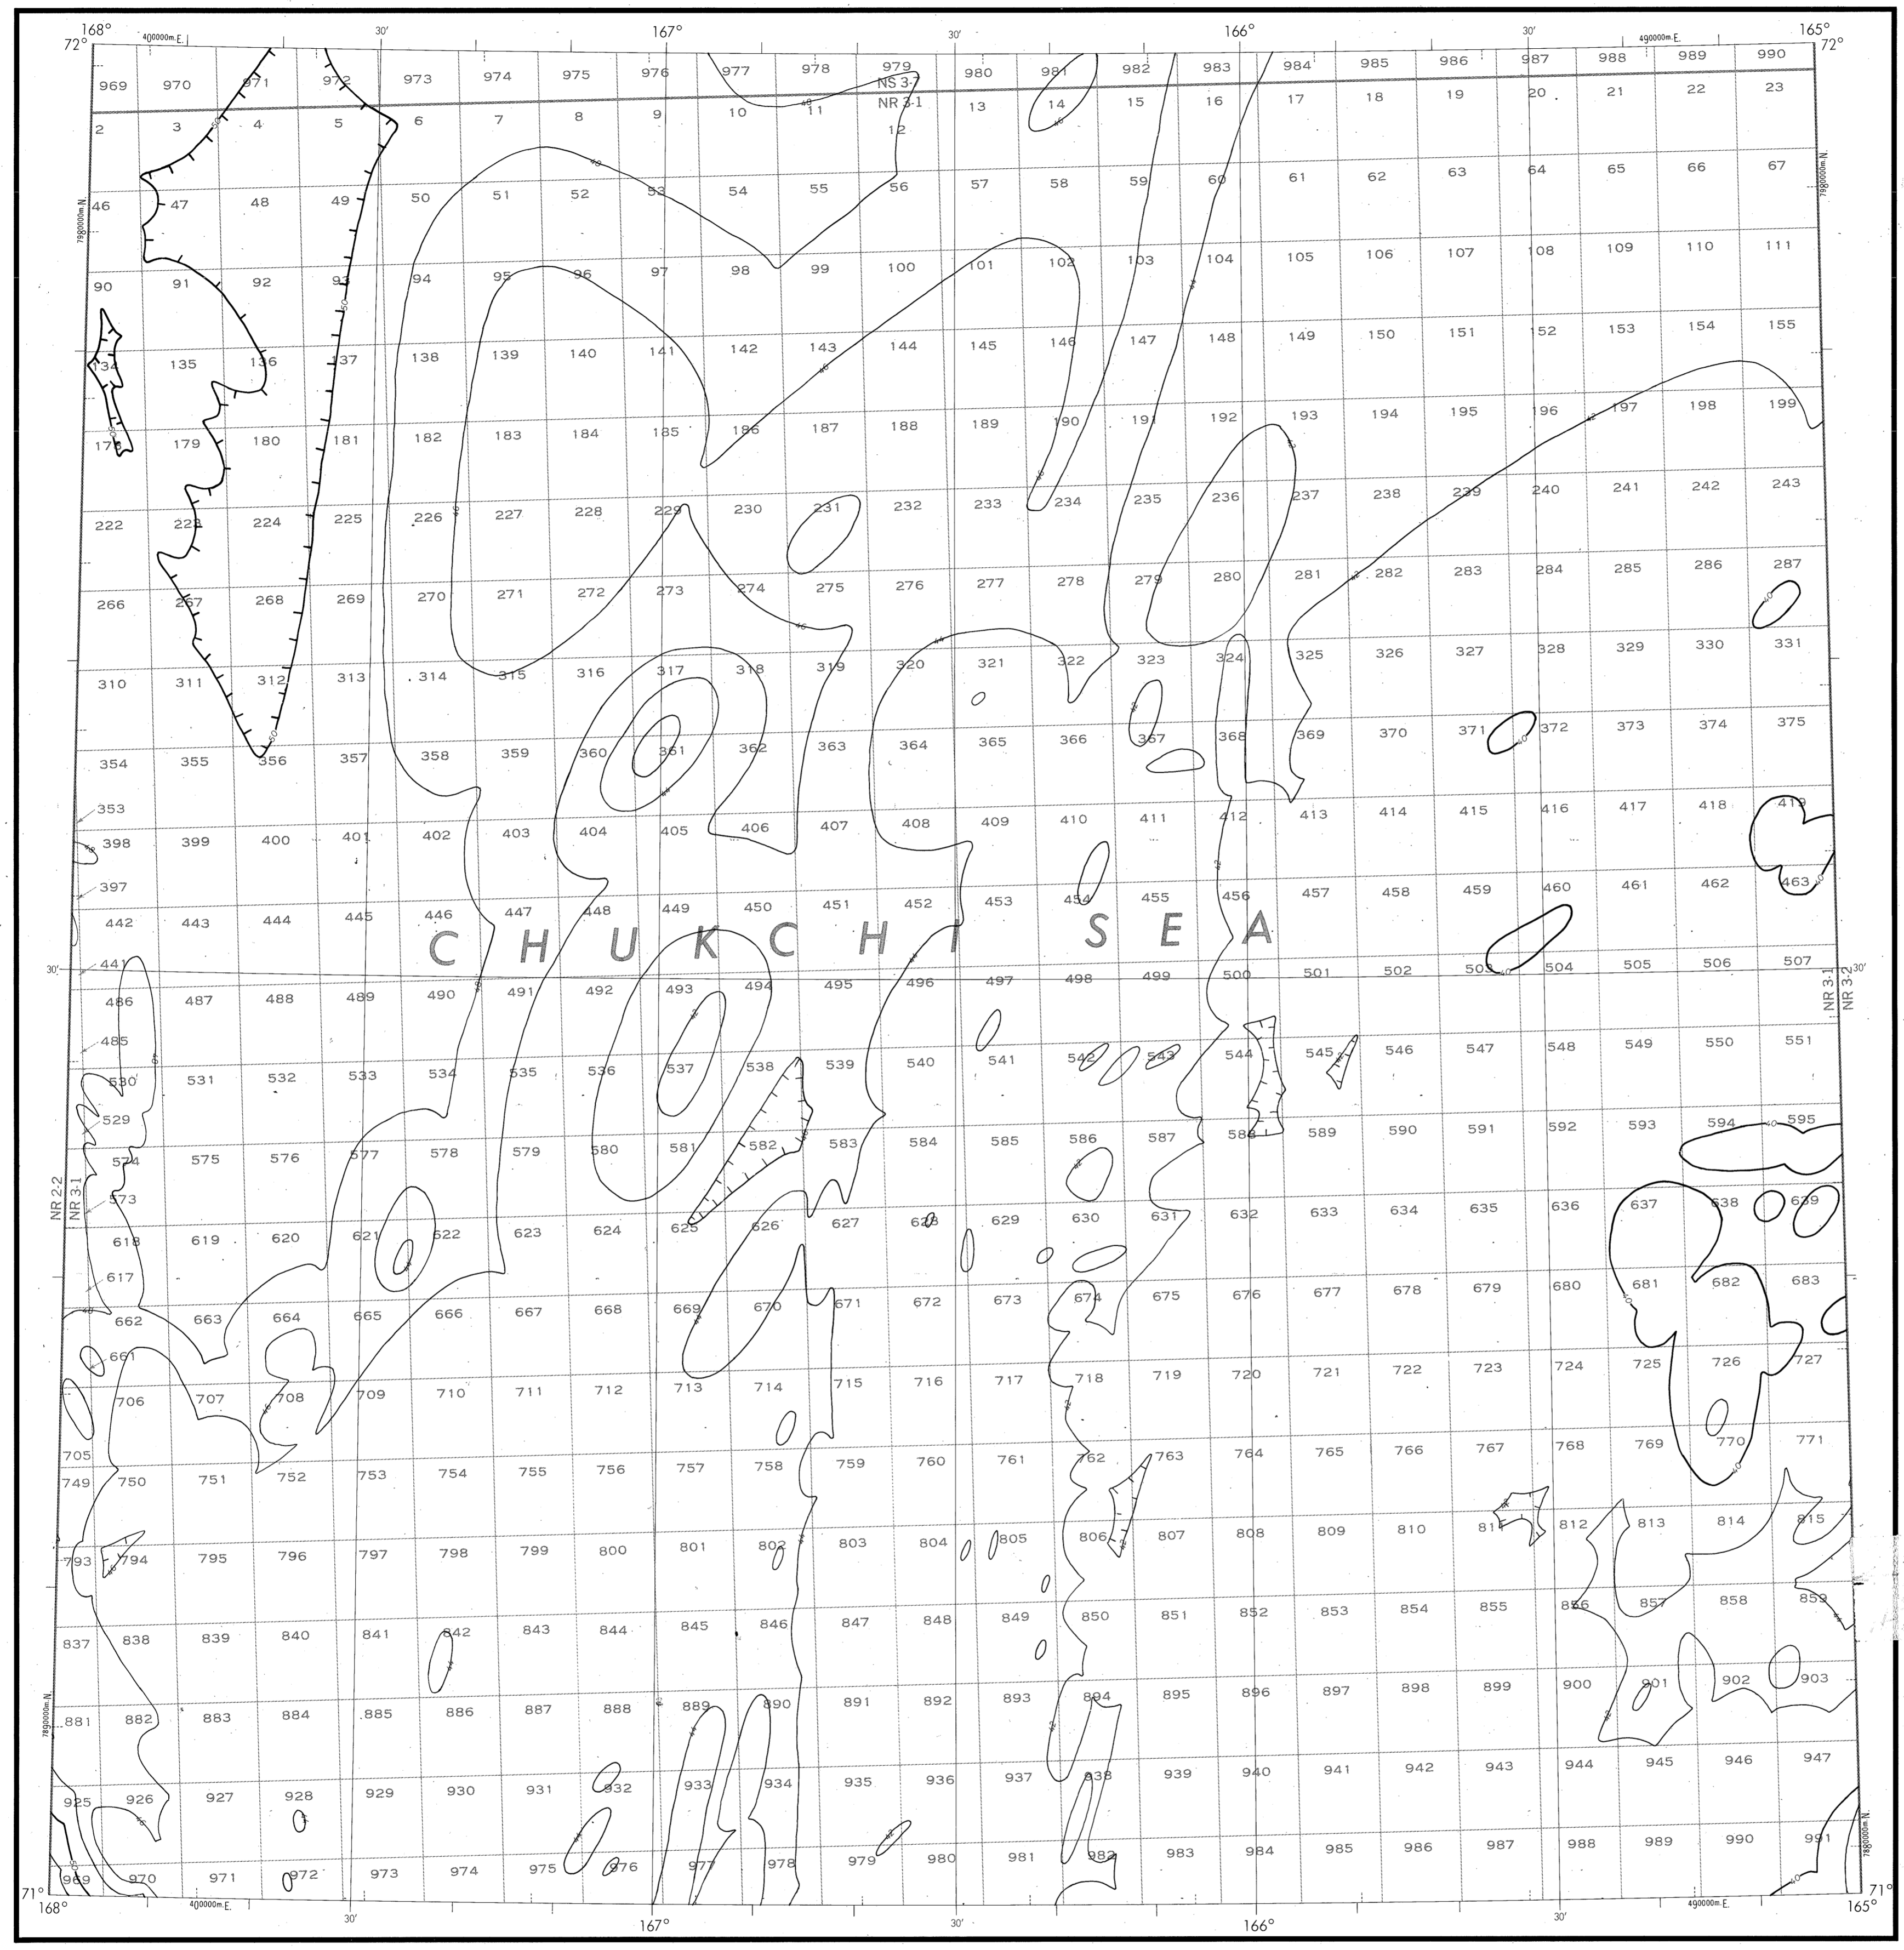 168° 30' 167° 30' 166° 30' 165°
72° 400000m.E. 490000m.E. 72°
969 970 971 972 973 974 975 976 977 978 979 980 981 982 983 984 985 986 987 988 989 990
NS 3-7
NR 3-1
2 3 4 5 6 7 8 9 10 11 12 13 14 15 16 17 18 19 20 21 22 23
46 47 48 49 50 51 52 53 54 55 56 57 58 59 60 61 62 63 64 65 66 67
7980000m.N. 7980000m.N.
90 91 92 93 94 95 96 97 98 99 100 101 102 103 104 105 106 107 108 109 110 111
134 135 136 137 138 139 140 141 142 143 144 145 146 147 148 149 150 151 152 153 154 155
178 179 180 181 182 183 184 185 186 187 188 189 190 191 192 193 194 195 196 197 198 199
222 223 224 225 226 227 228 229 230 231 232 233 234 235 236 237 238 239 240 241 242 243
266 267 268 269 270 271 272 273 274 275 276 277 278 279 280 281 282 283 284 285 286 287
310 311 312 313 314 315 316 317 318 319 320 321 322 323 324 325 326 327 328 329 330 331
354 355 356 357 358 359 360 361 362 363 364 365 366 367 368 369 370 371 372 373 374 375
353
398 399 400 401 402 403 404 405 406 407 408 409 410 411 412 413 414 415 416 417 418 419
397
442 443 444 445 446 447 448 449 450 451 452 453 454 455 456 457 458 459 460 461 462 463
CHUKCHI SEA
30' 441 30'
486 487 488 489 490 491 492 493 494 495 496 497 498 499 500 501 502 503 504 505 506 507
NR 3-1 NR 3-2
485
530 531 532 533 534 535 536 537 538 539 540 541 542 543 544 545 546 547 548 549 550 551
529
574 575 576 577 578 579 580 581 582 583 584 585 586 587 588 589 590 591 592 593 594 595
NR 2-2 NR 3-1
573
618 619 620 621 622 623 624 625 626 627 628 629 630 631 632 633 634 635 636 637 638 639
617
662 663 664 665 666 667 668 669 670 671 672 673 674 675 676 677 678 679 680 681 682 683
661
706 707 708 709 710 711 712 713 714 715 716 717 718 719 720 721 722 723 724 725 726 727
705
749 750 751 752 753 754 755 756 757 758 759 760 761 762 763 764 765 766 767 768 769 770 771
793 794 795 796 797 798 799 800 801 802 803 804 805 806 807 808 809 810 811 812 813 814 815
837 838 839 840 841 842 843 844 845 846 847 848 849 850 851 852 853 854 855 856 857 858 859
881 882 883 884 885 886 887 888 889 890 891 892 893 894 895 896 897 898 899 900 901 902 903
7890000m.N.
925 926 927 928 929 930 931 932 933 934 935 936 937 938 939 940 941 942 943 944 945 946 947
7880000m.N.
969 970 971 972 973 974 975 976 977 978 979 980 981 982 983 984 985 986 987 988 989 990 991
71° 400000m.E. 490000m.E. 71°
168° 30' 167° 30' 166° 30' 165°